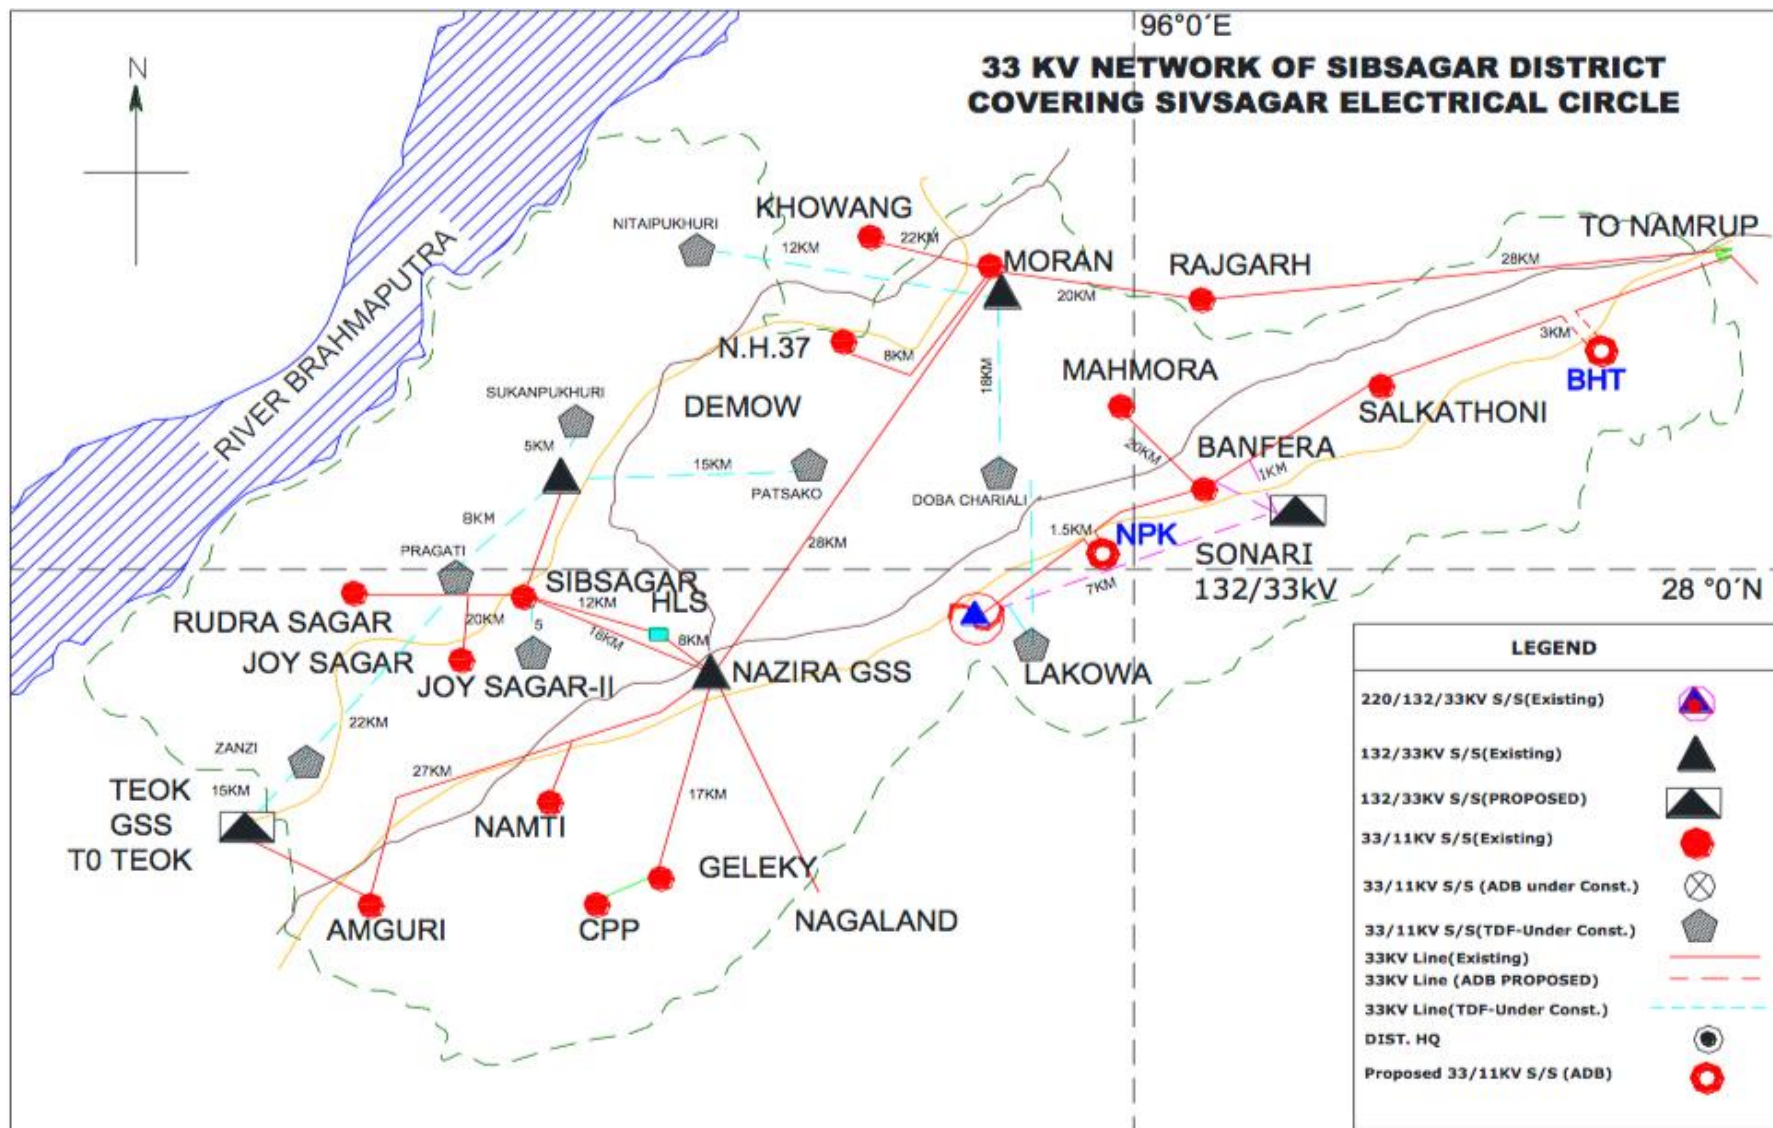 96°0´E
33 KV NETWORK OF SIBSAGAR DISTRICT
COVERING SIVSAGAR ELECTRICAL CIRCLE
N
RIVER BRAHMAPUTRA
KHOWANG
22KM
NITAIPUKHURI
12KM
MORAN
20KM
RAJGARH
28KM
TO NAMRUP
N.H.37
8KM
18KM
3KM
BHT
MAHMORA
20KM
SALKATHONI
SUKANPUKHURI
5KM
DEMOW
15KM
PATSAKO
DOBA CHARIALI
BANFERA
1KM
8KM
28KM
1.5KM
NPK
SONARI
132/33kV
7KM
28 °0´N
PRAGATI
SIBSAGAR
12KM
HLS
8KM
18KM
5
RUDRA SAGAR
20KM
JOY SAGAR
JOY SAGAR-II
NAZIRA GSS
LAKOWA
22KM
ZANZI
15KM
TEOK
GSS
T0 TEOK
27KM
NAMTI
17KM
AMGURI
CPP
GELEKY
NAGALAND
LEGEND
220/132/33KV S/S(Existing)
132/33KV S/S(Existing)
132/33KV S/S(PROPOSED)
33/11KV S/S(Existing)
33/11KV S/S (ADB under Const.)
33/11KV S/S(TDF-Under Const.)
33KV Line(Existing)
33KV Line (ADB PROPOSED)
33KV Line(TDF-Under Const.)
DIST. HQ
Proposed 33/11KV S/S (ADB)